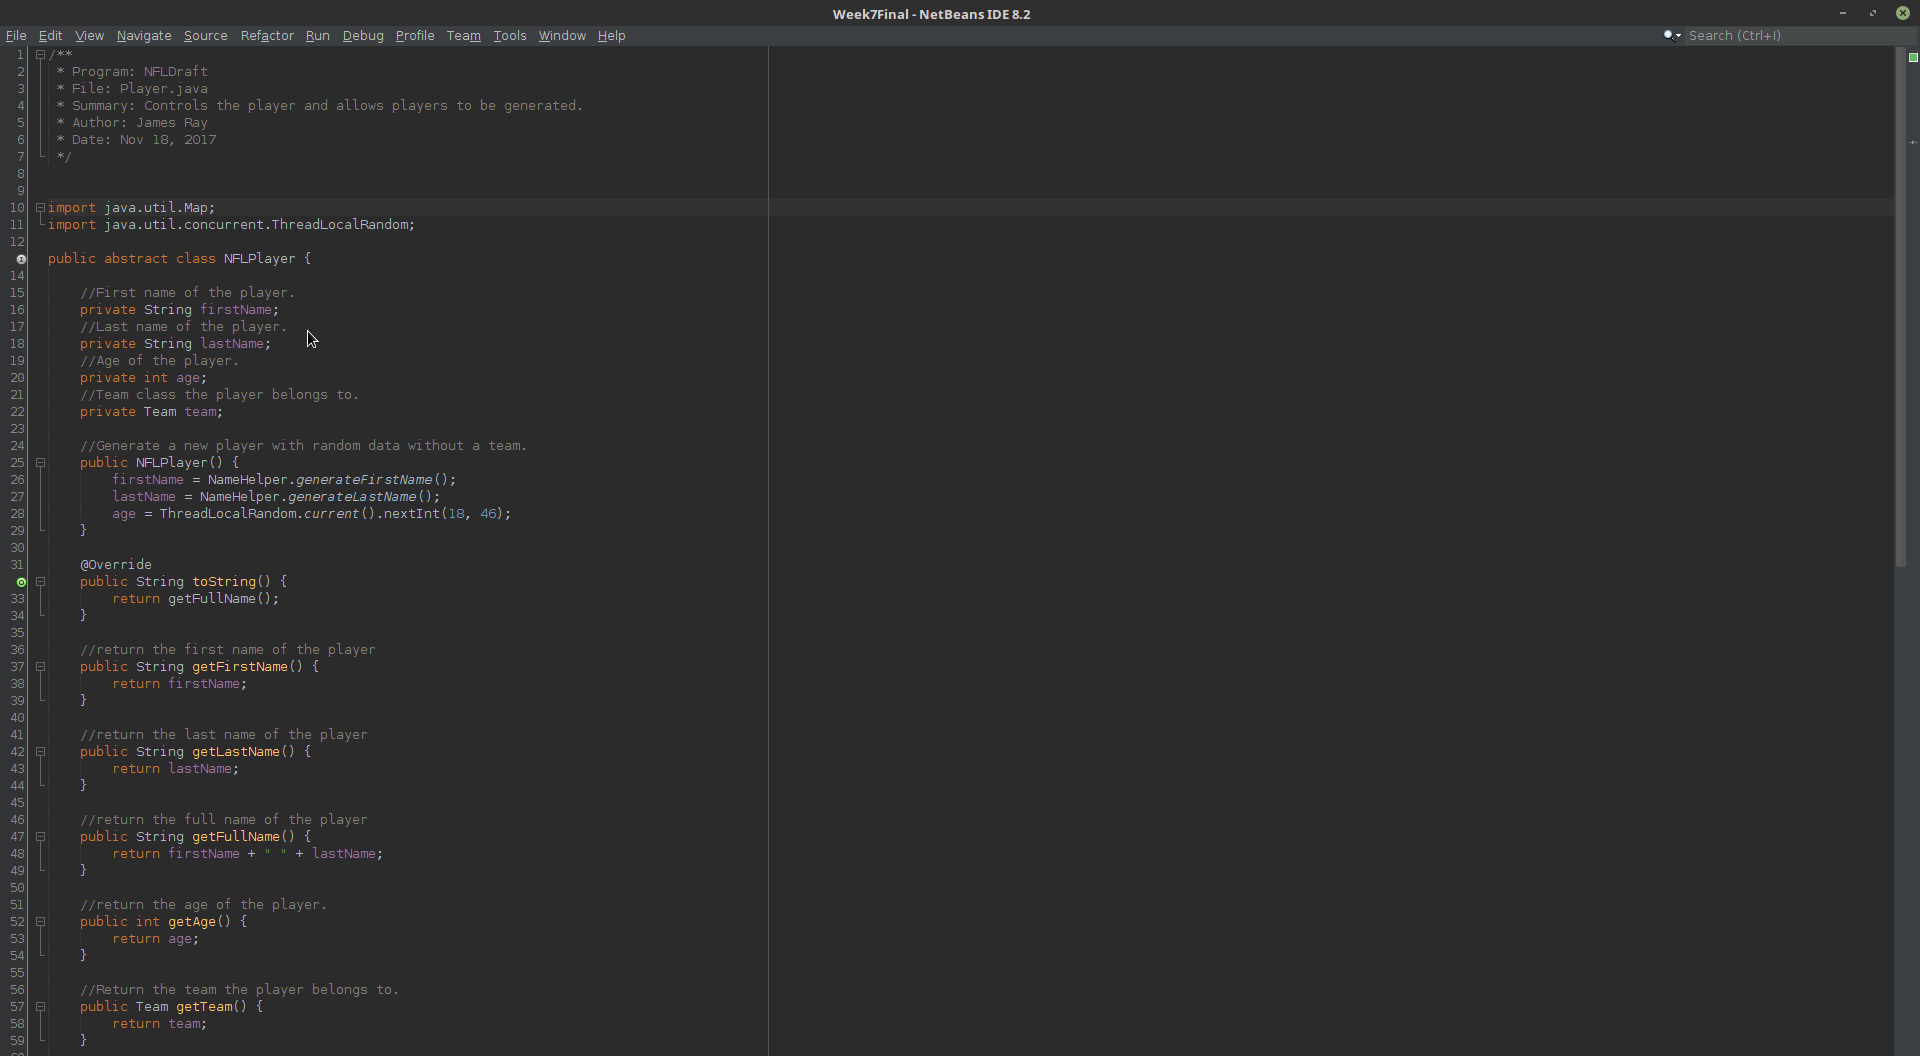 Week7Final - NetBeans IDE 8.2
File Edit View Navigate Source Refactor Run Debug Profile Team Tools Window Help Search (Ctrl+I)
1 /**
2 * Program: NFLDraft
3 * File: Player.java
4 * Summary: Controls the player and allows players to be generated.
5 * Author: James Ray
6 * Date: Nov 18, 2017
7 */
8
9
10 import java.util.Map;
11 import java.util.concurrent.ThreadLocalRandom;
12
public abstract class NFLPlayer {
14
15 //First name of the player.
16 private String firstName;
17 //Last name of the player.
18 private String lastName;
19 //Age of the player.
20 private int age;
21 //Team class the player belongs to.
22 private Team team;
23
24 //Generate a new player with random data without a team.
25 public NFLPlayer() {
26 firstName = NameHelper.generateFirstName();
27 lastName = NameHelper.generateLastName();
28 age = ThreadLocalRandom.current().nextInt(18, 46);
29 }
30
31 @Override
public String toString() {
33 return getFullName();
34 }
35
36 //return the first name of the player
37 public String getFirstName() {
38 return firstName;
39 }
40
41 //return the last name of the player
42 public String getLastName() {
43 return lastName;
44 }
45
46 //return the full name of the player
47 public String getFullName() {
48 return firstName + " " + lastName;
49 }
50
51 //return the age of the player.
52 public int getAge() {
53 return age;
54 }
55
56 //Return the team the player belongs to.
57 public Team getTeam() {
58 return team;
59 }